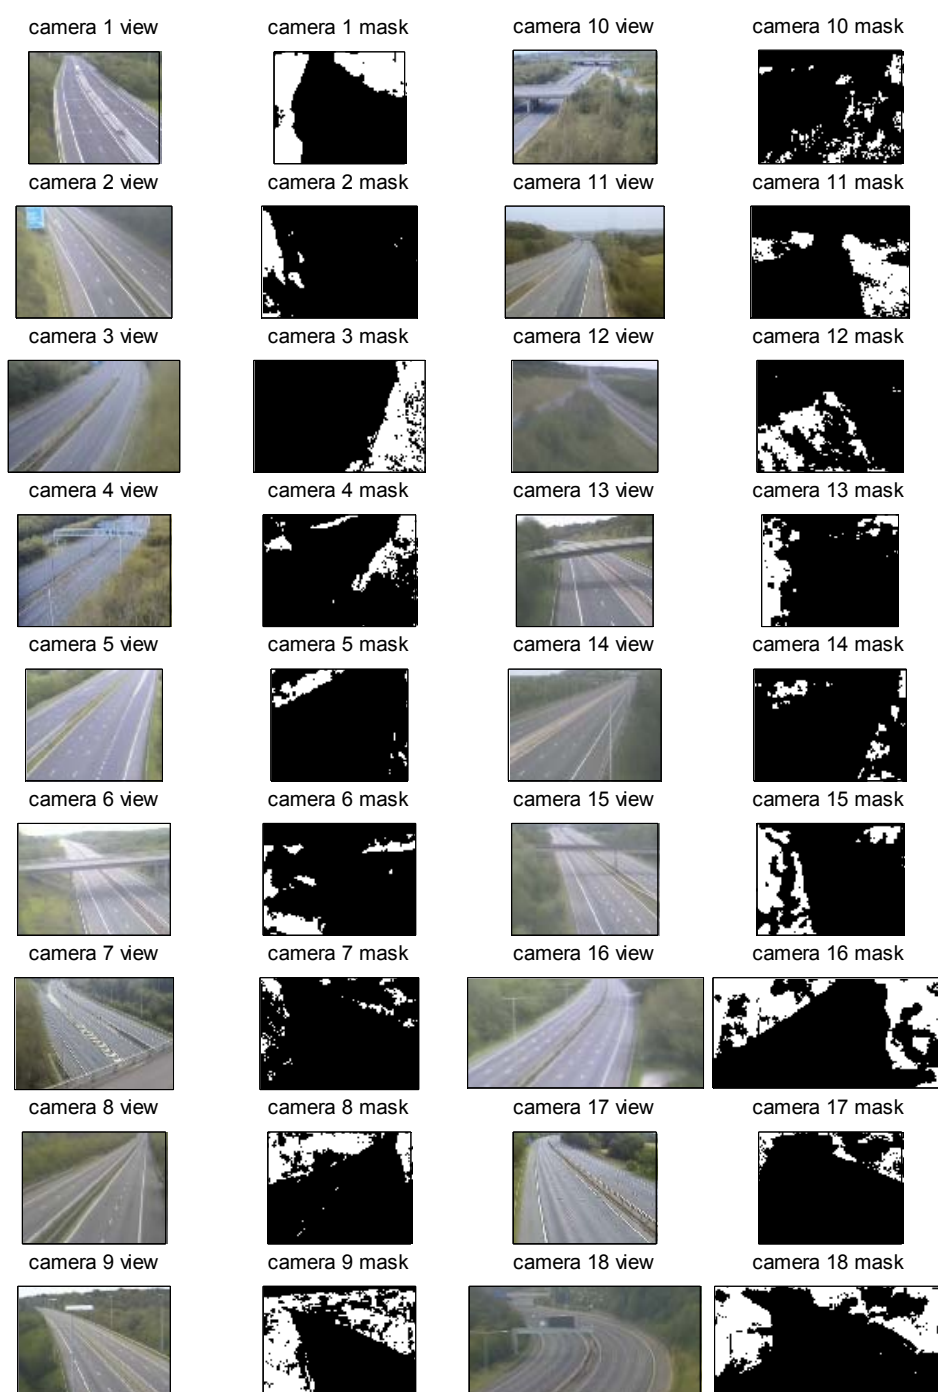 camera 1 view camera 1 mask camera 10 view camera 10 mask
camera 2 view camera 2 mask camera 11 view camera 11 mask
camera 3 view camera 3 mask camera 12 view camera 12 mask
camera 4 view camera 4 mask camera 13 view camera 13 mask
camera 5 view camera 5 mask camera 14 view camera 14 mask
camera 6 view camera 6 mask camera 15 view camera 15 mask
camera 7 view camera 7 mask camera 16 view camera 16 mask
camera 8 view camera 8 mask camera 17 view camera 17 mask
camera 9 view camera 9 mask camera 18 view camera 18 mask